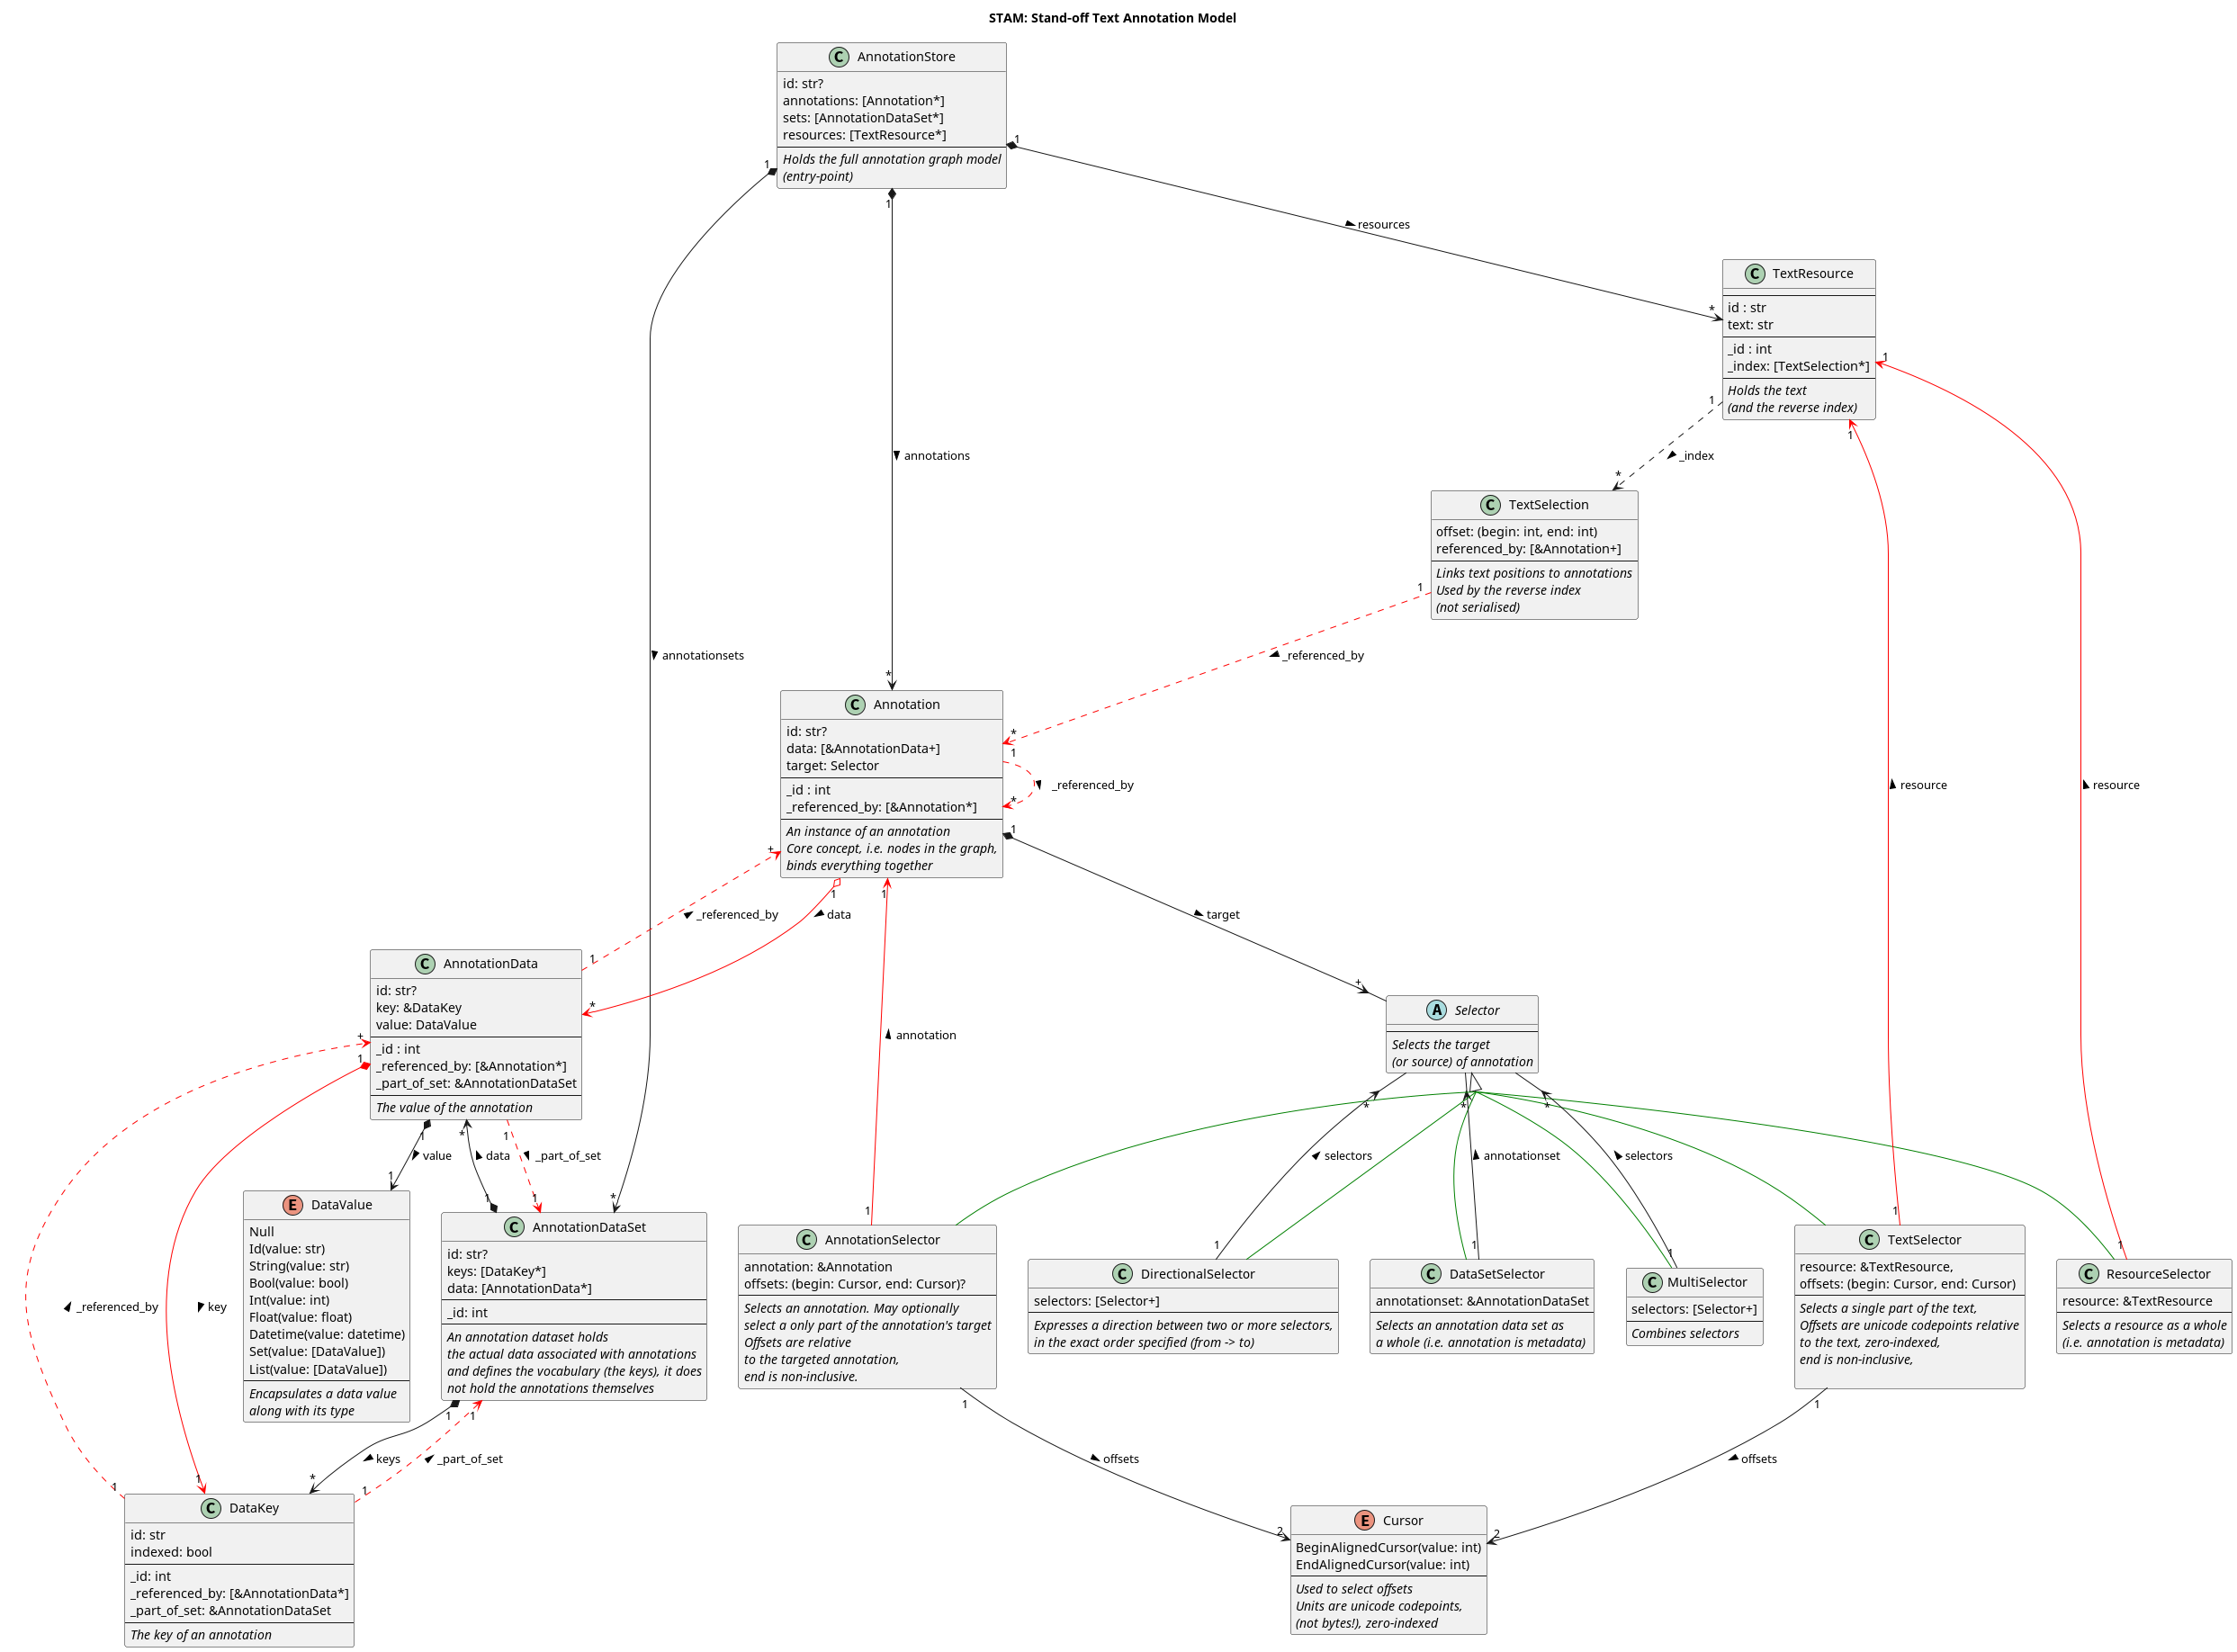 STAM: Stand-off Text Annotation Model
C AnnotationStore
id: str?
annotations: [Annotation*]
sets: [AnnotationDataSet*]
resources: [TextResource*]
Holds the full annotation graph model
(entry-point)
1
1
1
resources
*
C TextResource
id : str
text: str
_id : int
_index: [TextSelection*]
Holds the text
(and the reverse index)
1
1
1
_index
*
annotations
*
annotationsets
*
C TextSelection
offset: (begin: int, end: int)
referenced_by: [&Annotation+]
Links text positions to annotations
Used by the reverse index
(not serialised)
1
_referenced_by
*
C Annotation
id: str?
data: [&AnnotationData+]
target: Selector
_id : int
_referenced_by: [&Annotation*]
An instance of an annotation
Core concept, i.e. nodes in the graph,
binds everything together
1
_referenced_by
*
1
+
1
1
resource
resource
_referenced_by
1
data
*
target
+
annotation
1
C AnnotationData
id: str?
key: &DataKey
value: DataValue
_id : int
_referenced_by: [&Annotation*]
_part_of_set: &AnnotationDataSet
The value of the annotation
+
1
1
*
1
A Selector
Selects the target
(or source) of annotation
*
*
*
value
1
data
1
_part_of_set
1
selectors
1
annotationset
1
selectors
1
1
1
E DataValue
Null
Id(value: str)
String(value: str)
Bool(value: bool)
Int(value: int)
Float(value: float)
Datetime(value: datetime)
Set(value: [DataValue])
List(value: [DataValue])
Encapsulates a data value
along with its type
C AnnotationDataSet
id: str?
keys: [DataKey*]
data: [AnnotationData*]
_id: int
An annotation dataset holds
the actual data associated with annotations
and defines the vocabulary (the keys), it does
not hold the annotations themselves
C AnnotationSelector
annotation: &Annotation
offsets: (begin: Cursor, end: Cursor)?
Selects an annotation. May optionally
select a only part of the annotation's target
Offsets are relative
to the targeted annotation,
end is non-inclusive.
C DirectionalSelector
selectors: [Selector+]
Expresses a direction between two or more selectors,
in the exact order specified (from -> to)
C DataSetSelector
annotationset: &AnnotationDataSet
Selects an annotation data set as
a whole (i.e. annotation is metadata)
C MultiSelector
selectors: [Selector+]
Combines selectors
C TextSelector
resource: &TextResource,
offsets: (begin: Cursor, end: Cursor)
Selects a single part of the text,
Offsets are unicode codepoints relative
to the text, zero-indexed,
end is non-inclusive,
C ResourceSelector
resource: &TextResource
Selects a resource as a whole
(i.e. annotation is metadata)
_referenced_by
key
1
1
keys
_part_of_set
1
1
offsets
offsets
1
1
*
1
2
2
C DataKey
id: str
indexed: bool
_id: int
_referenced_by: [&AnnotationData*]
_part_of_set: &AnnotationDataSet
The key of an annotation
E Cursor
BeginAlignedCursor(value: int)
EndAlignedCursor(value: int)
Used to select offsets
Units are unicode codepoints,
(not bytes!), zero-indexed